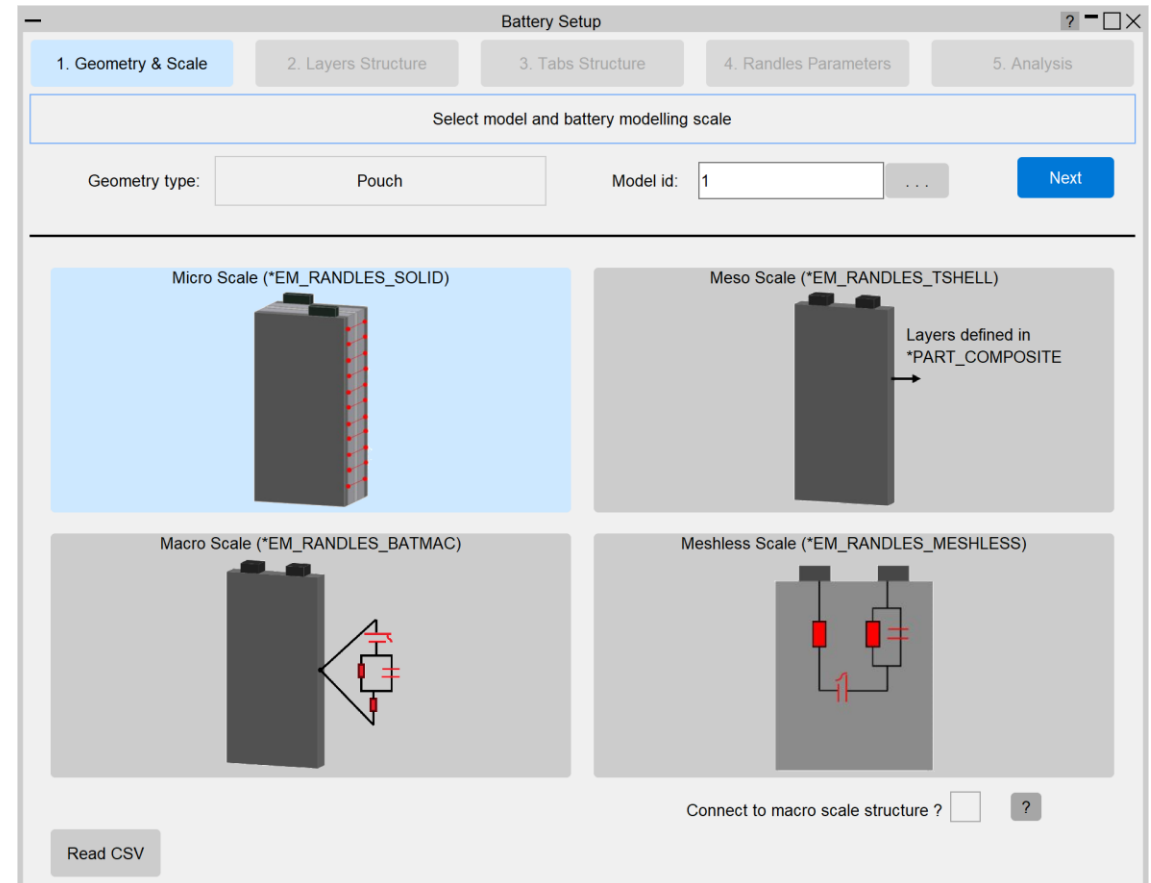 Battery Setup
?
1. Geometry & Scale
2. Layers Structure
3. Tabs Structure
4. Randles Parameters
5. Analysis
Select model and battery modelling scale
Geometry type:
Pouch
Model id:
1
. . .
Next
Micro Scale (*EM_RANDLES_SOLID)
Meso Scale (*EM_RANDLES_TSHELL)
Layers defined in
*PART_COMPOSITE
Macro Scale (*EM_RANDLES_BATMAC)
Meshless Scale (*EM_RANDLES_MESHLESS)
Connect to macro scale structure ?
?
Read CSV